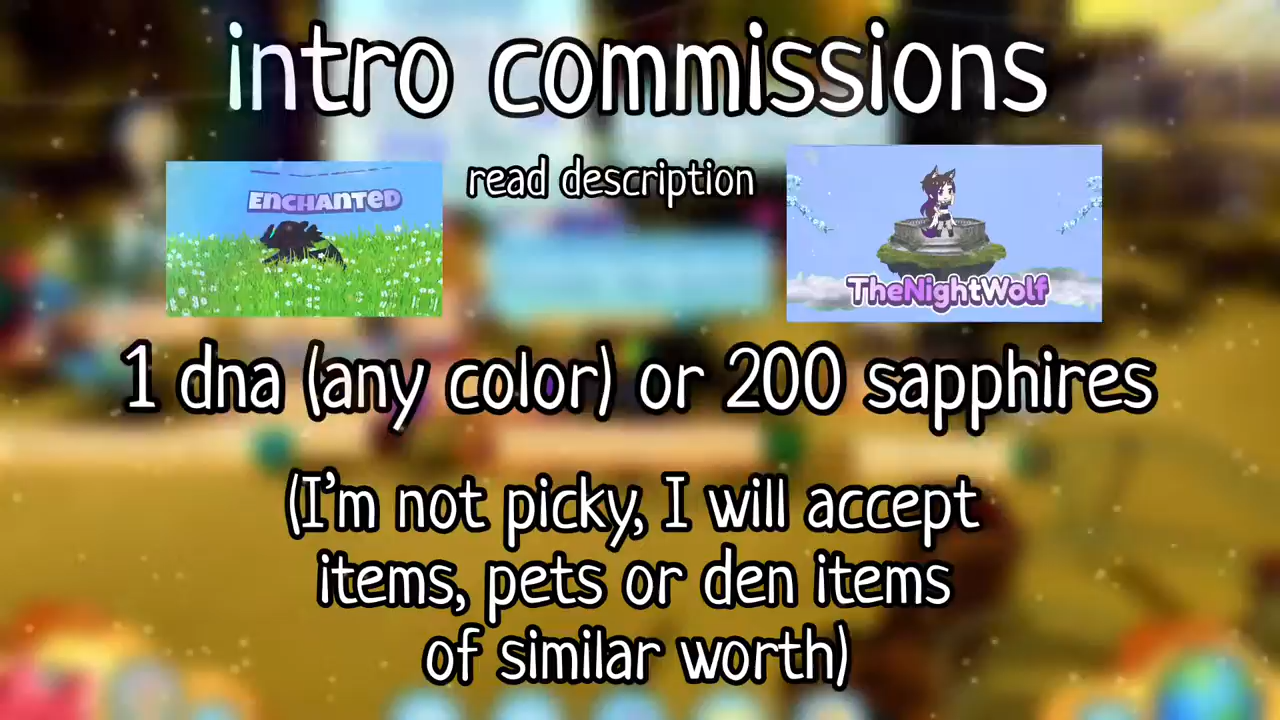 intro commissions
read description
ENCHANTED
TheNightWolf
1 dna (any color) or 200 sapphires
(I'm not picky, I will accept
items, pets or den items
of similar worth)